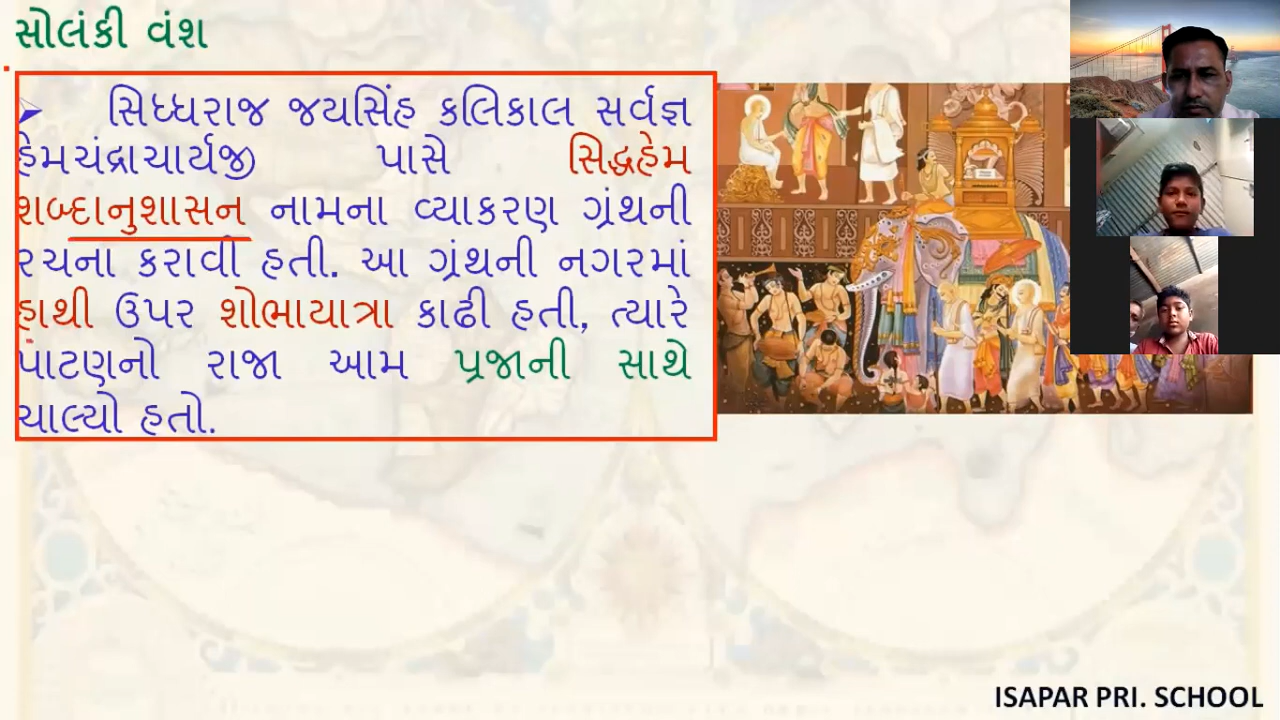 સોલંકી વંશ
સિધ્ધરાજ જયસિંહ કલિકાલ સર્વજ્ઞ
હેમચંદ્રાચાર્યજી પાસે સિદ્ધહેમ
શબ્દાનુશાસન નામના વ્યાકરણ ગ્રંથની
રચના કરાવી હતી. આ ગ્રંથની નગરમાં
હાથી ઉપર શોભાયાત્રા કાઢી હતી, ત્યારે
પાટણનો રાજા આમ પ્રજાની સાથે
ચાલ્યો હતો.
ISAPAR PRI. SCHOOL